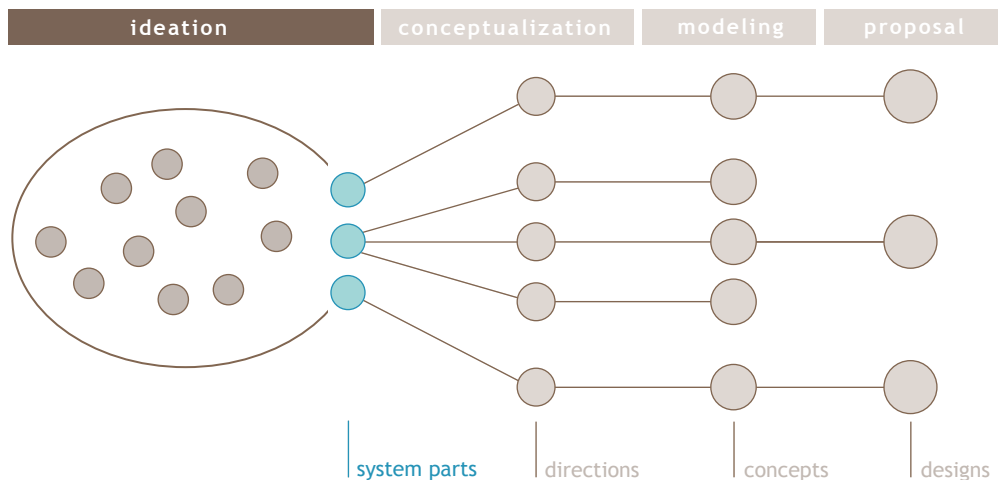 ideation
conceptualization
modeling
proposal
system parts
directions
concepts
designs